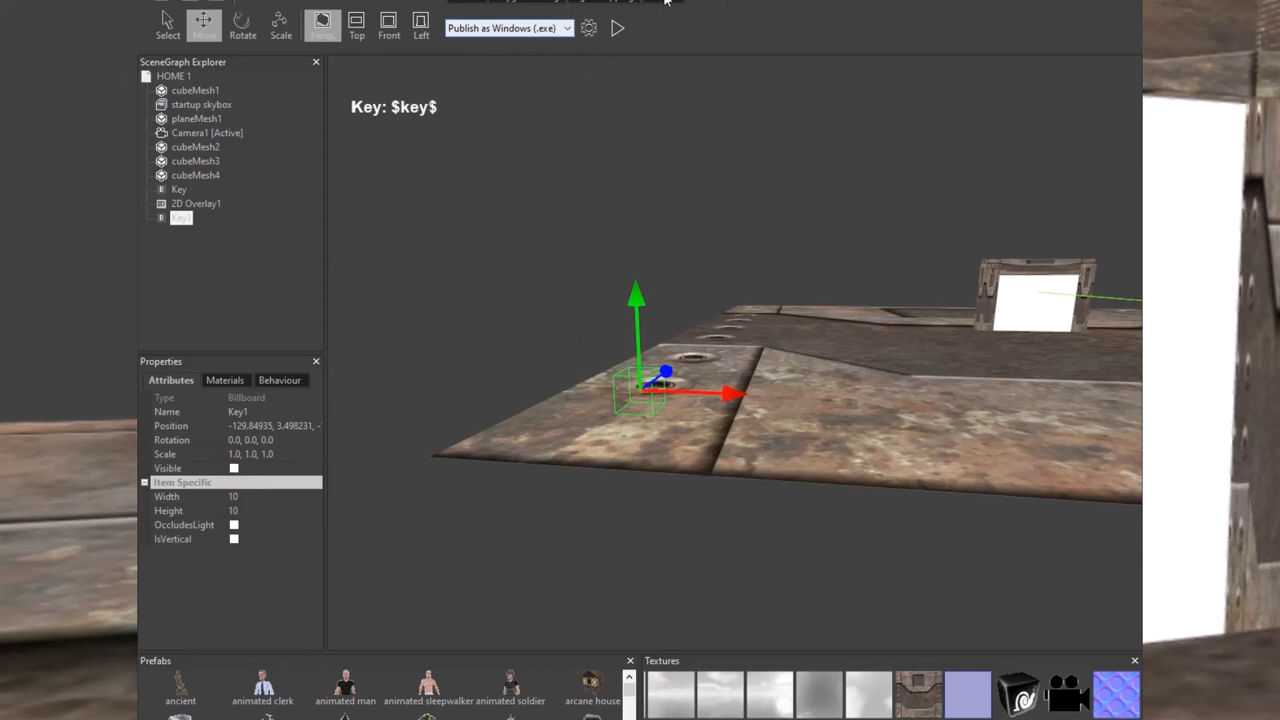 Publish as Windows (.exe)
Select Move Rotate Scale Persp. Top Front Left
SceneGraph Explorer
HOME 1
cubeMesh1
startup skybox
planeMesh1
Camera1 [Active]
cubeMesh2
cubeMesh3
cubeMesh4
Key
2D Overlay1
Key1
Key: $key$
Properties
Attributes Materials Behaviour
Type Billboard
Name Key1
Position -129.84935, 3.498231, -
Rotation 0.0, 0.0, 0.0
Scale 1.0, 1.0, 1.0
Visible
Item Specific
Width 10
Height 10
OccludesLight
IsVertical
Prefabs
ancient animated clerk animated man animated sleepwalker animated soldier arcane house
Textures